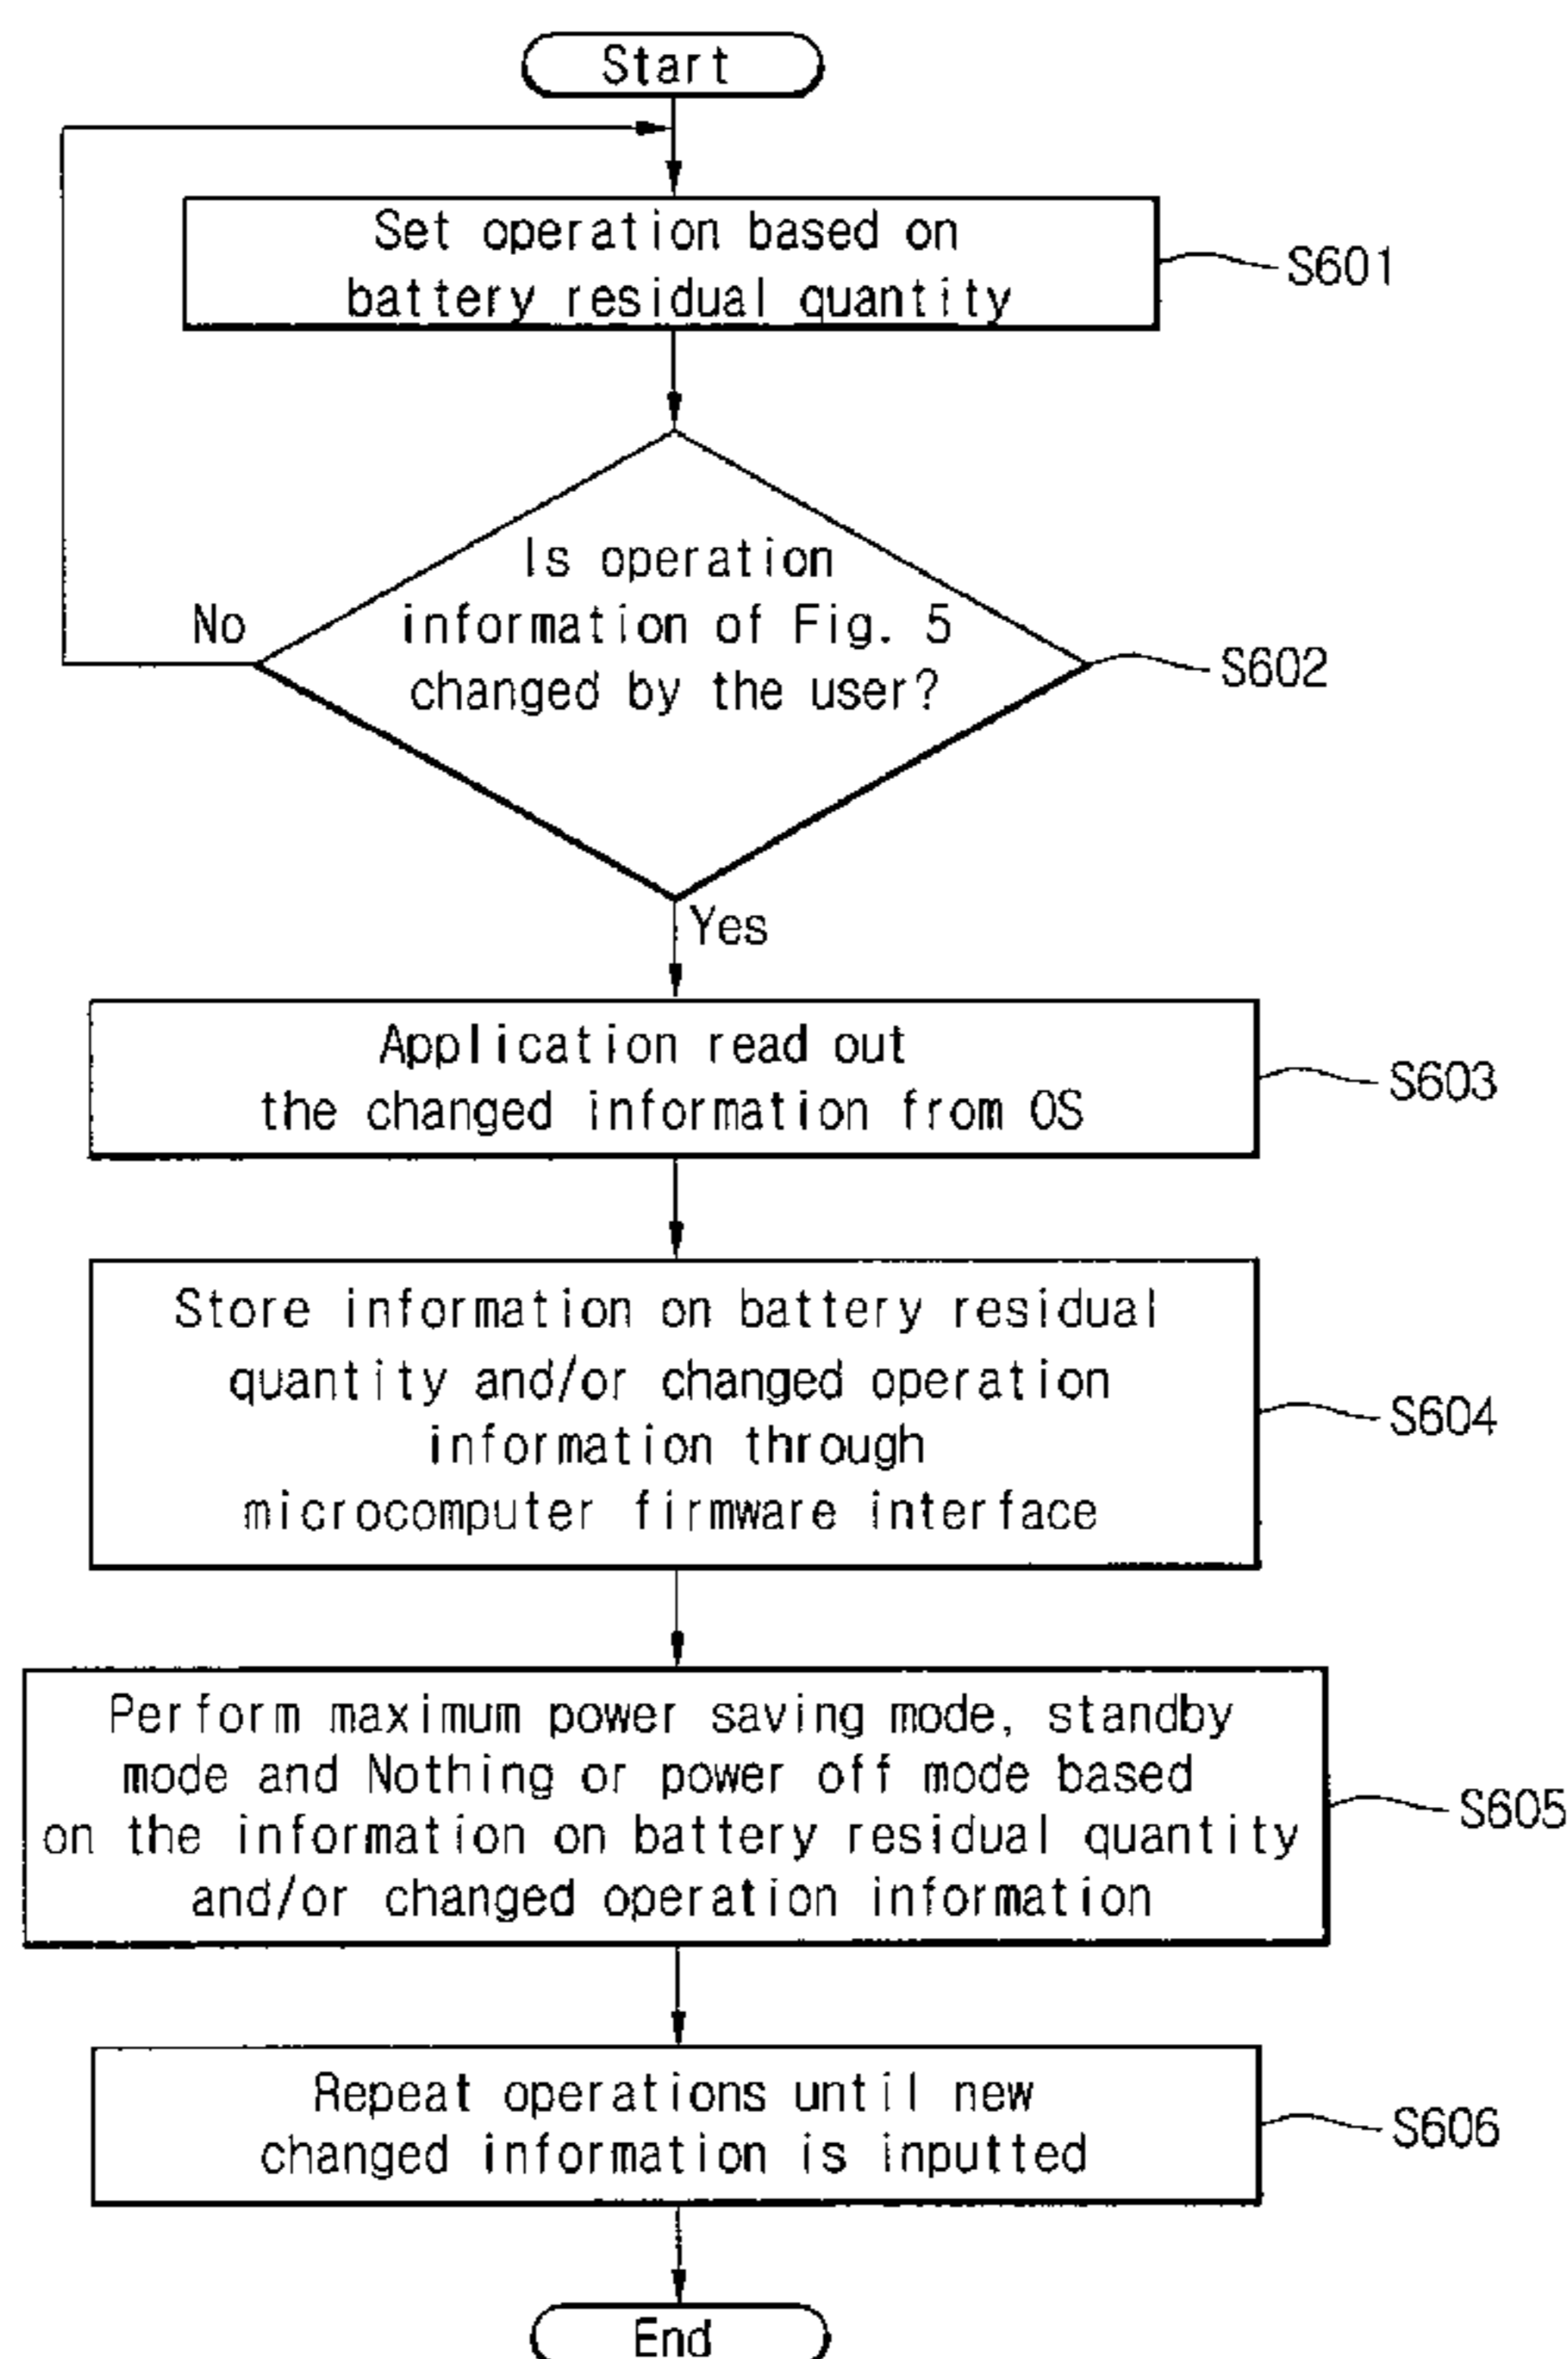 Start
Set operation based on
battery residual quantity
S601
Is operation
information of Fig. 5
changed by the user?
No
S602
Yes
Application read out
the changed information from OS
S603
Store information on battery residual
quantity and/or changed operation
information through
microcomputer firmware interface
S604
Perform maximum power saving mode, standby
mode and Nothing or power off mode based
on the information on battery residual quantity
and/or changed operation information
S605
Repeat operations until new
changed information is inputted
S606
End